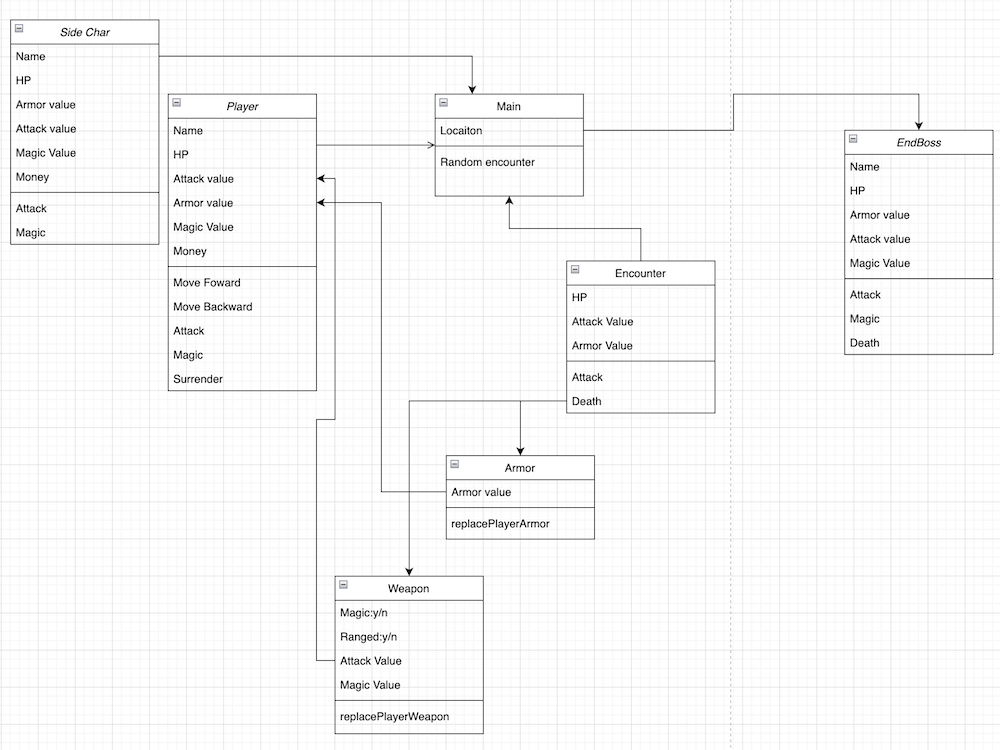 Side Char
Name
HP
Armor value
Attack value
Magic Value
Money
Attack
Magic
Player
Name
HP
Attack value
Armor value
Magic Value
Money
Move Foward
Move Backward
Attack
Magic
Surrender
Main
Locaiton
Random encounter
EndBoss
Name
HP
Armor value
Attack value
Magic Value
Attack
Magic
Death
Encounter
HP
Attack Value
Armor Value
Attack
Death
Armor
Armor value
replacePlayerArmor
Weapon
Magic:y/n
Ranged:y/n
Attack Value
Magic Value
replacePlayerWeapon